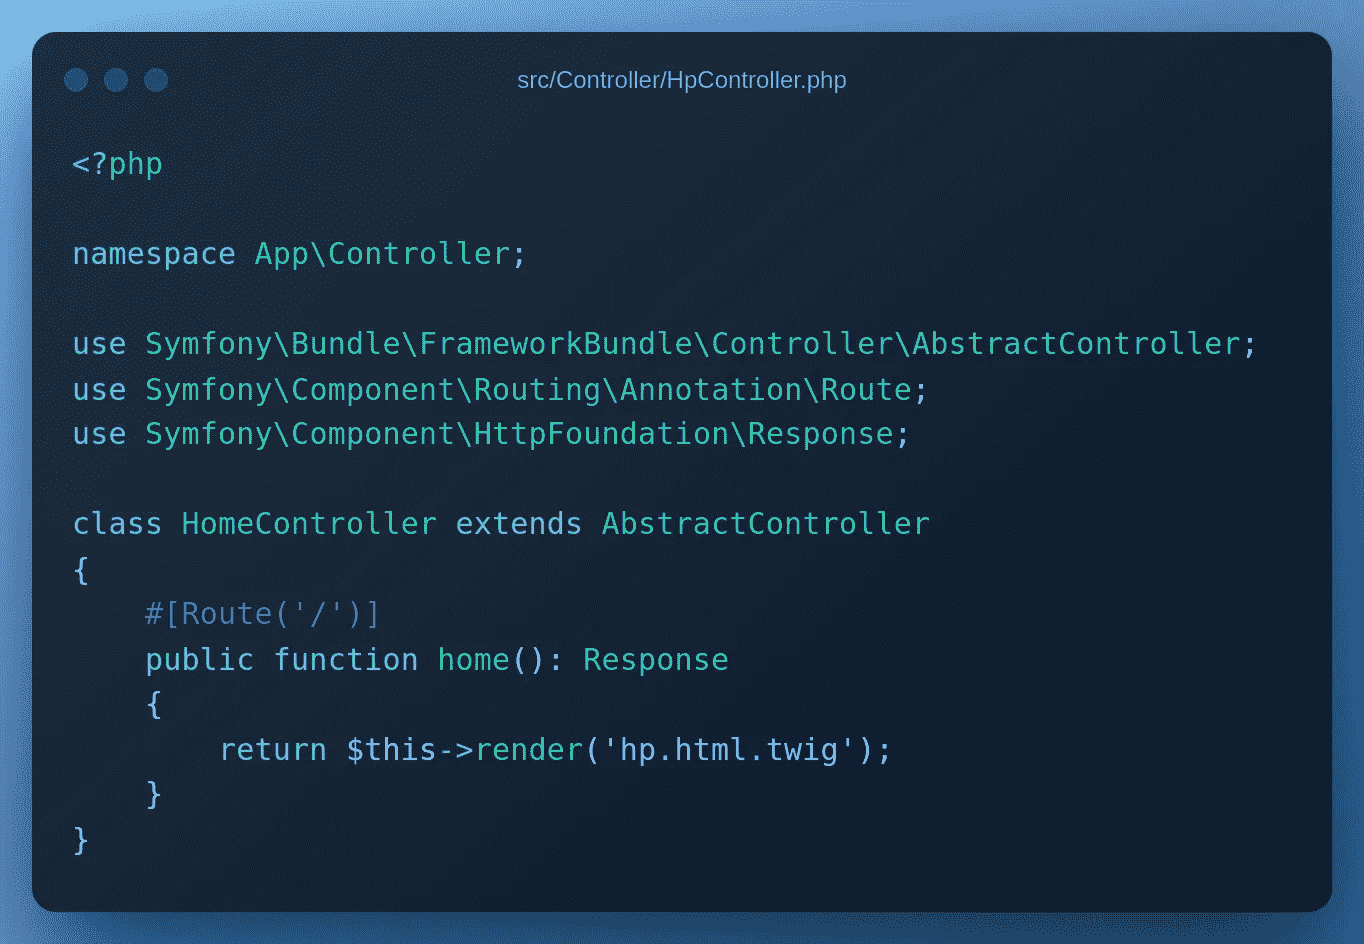 src/Controller/HpController.php
<?php
namespace App\Controller;
use Symfony\Bundle\FrameworkBundle\Controller\AbstractController;
use Symfony\Component\Routing\Annotation\Route;
use Symfony\Component\HttpFoundation\Response;
class HomeController extends AbstractController
{
    #[Route('/')]
    public function home(): Response
    {
        return $this->render('hp.html.twig');
    }
}